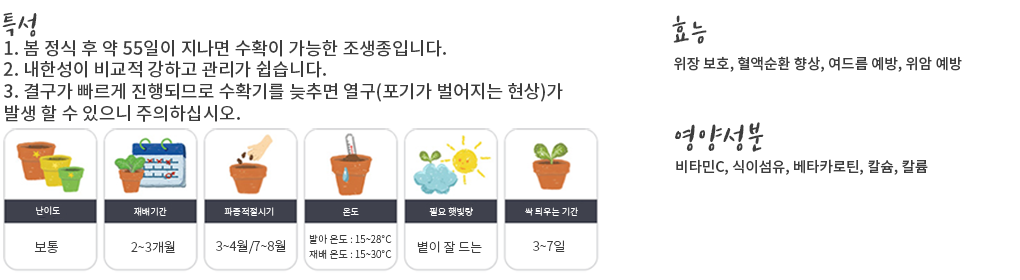 특성
1. 봄 정식 후 약 55일이 지나면 수확이 가능한 조생종입니다.
2. 내한성이 비교적 강하고 관리가 쉽습니다.
3. 결구가 빠르게 진행되므로 수확기를 늦추면 열구(포기가 벌어지는 현상)가
발생 할 수 있으니 주의하십시오.
난이도
보통
재배기간
2~3개월
파종적절시기
3~4월/7~8월
온도
발아 온도 : 15~28°C
재배 온도 : 15~30°C
필요 햇빛량
볕이 잘 드는
싹 틔우는 기간
3~7일
효능
위장 보호, 혈액순환 향상, 여드름 예방, 위암 예방
영양성분
비타민C, 식이섬유, 베타카로틴, 칼슘, 칼륨